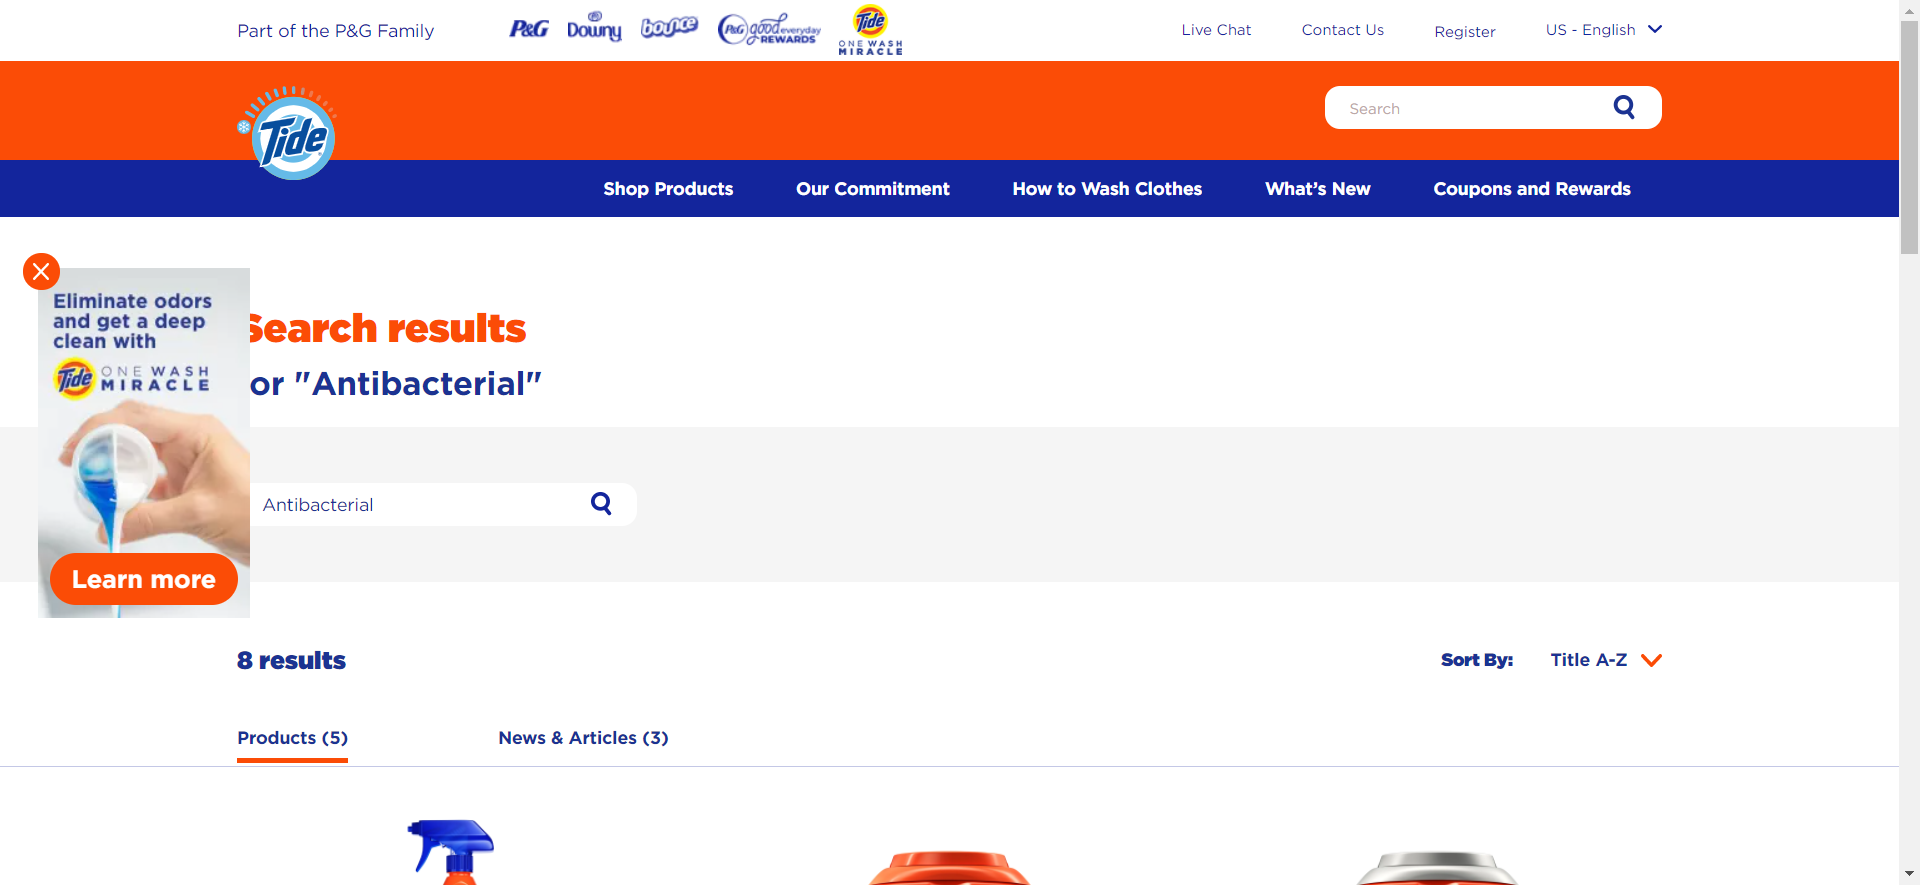 Part of the P&G Family
P&G
Downy
bounce
P&G good everyday REWARDS
Tide
ONE WASH
MIRACLE
Live Chat
Contact Us
Register
US - English
Tide
Search
Shop Products
Our Commitment
How to Wash Clothes
What's New
Coupons and Rewards
Eliminate odors
and get a deep
clean with
Tide ONE WASH
MIRACLE
Learn more
Search results
or "Antibacterial"
Antibacterial
8 results
Sort By:
Title A-Z
Products (5)
News & Articles (3)